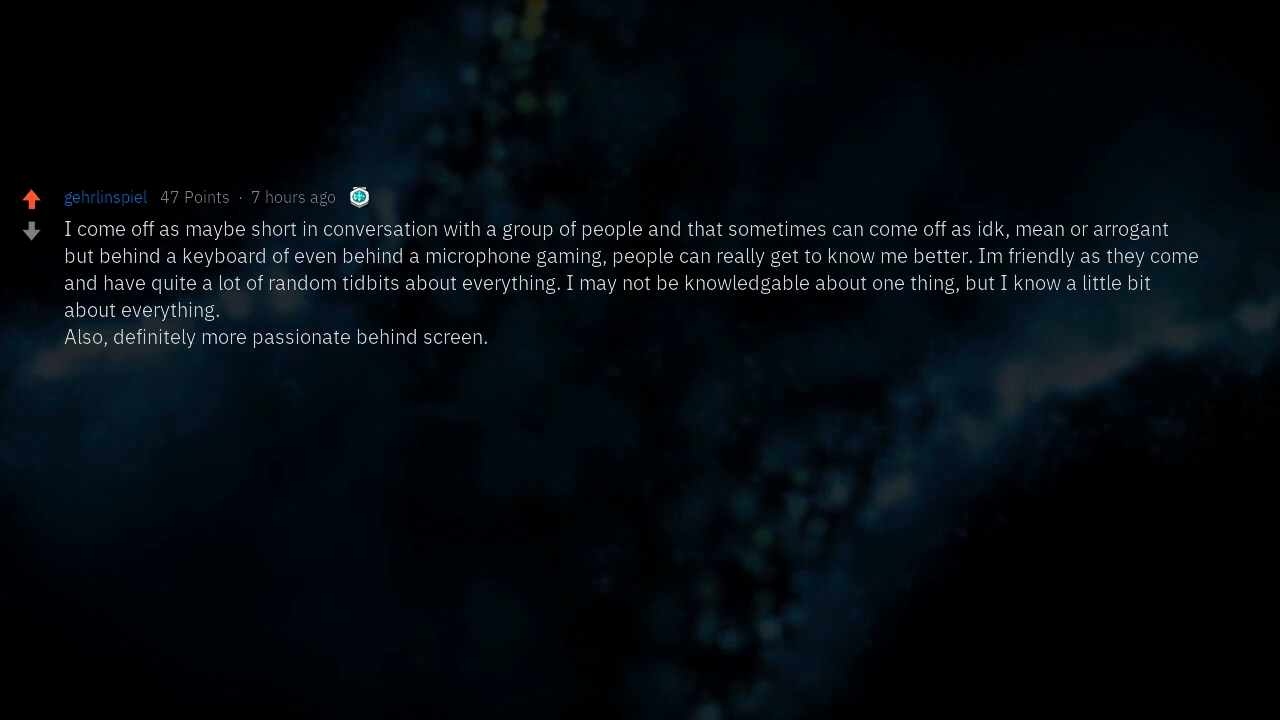 gehrlinspiel 47 Points · 7 hours ago
I come off as maybe short in conversation with a group of people and that sometimes can come off as idk, mean or arrogant
but behind a keyboard of even behind a microphone gaming, people can really get to know me better. Im friendly as they come
and have quite a lot of random tidbits about everything. I may not be knowledgable about one thing, but I know a little bit
about everything.
Also, definitely more passionate behind screen.